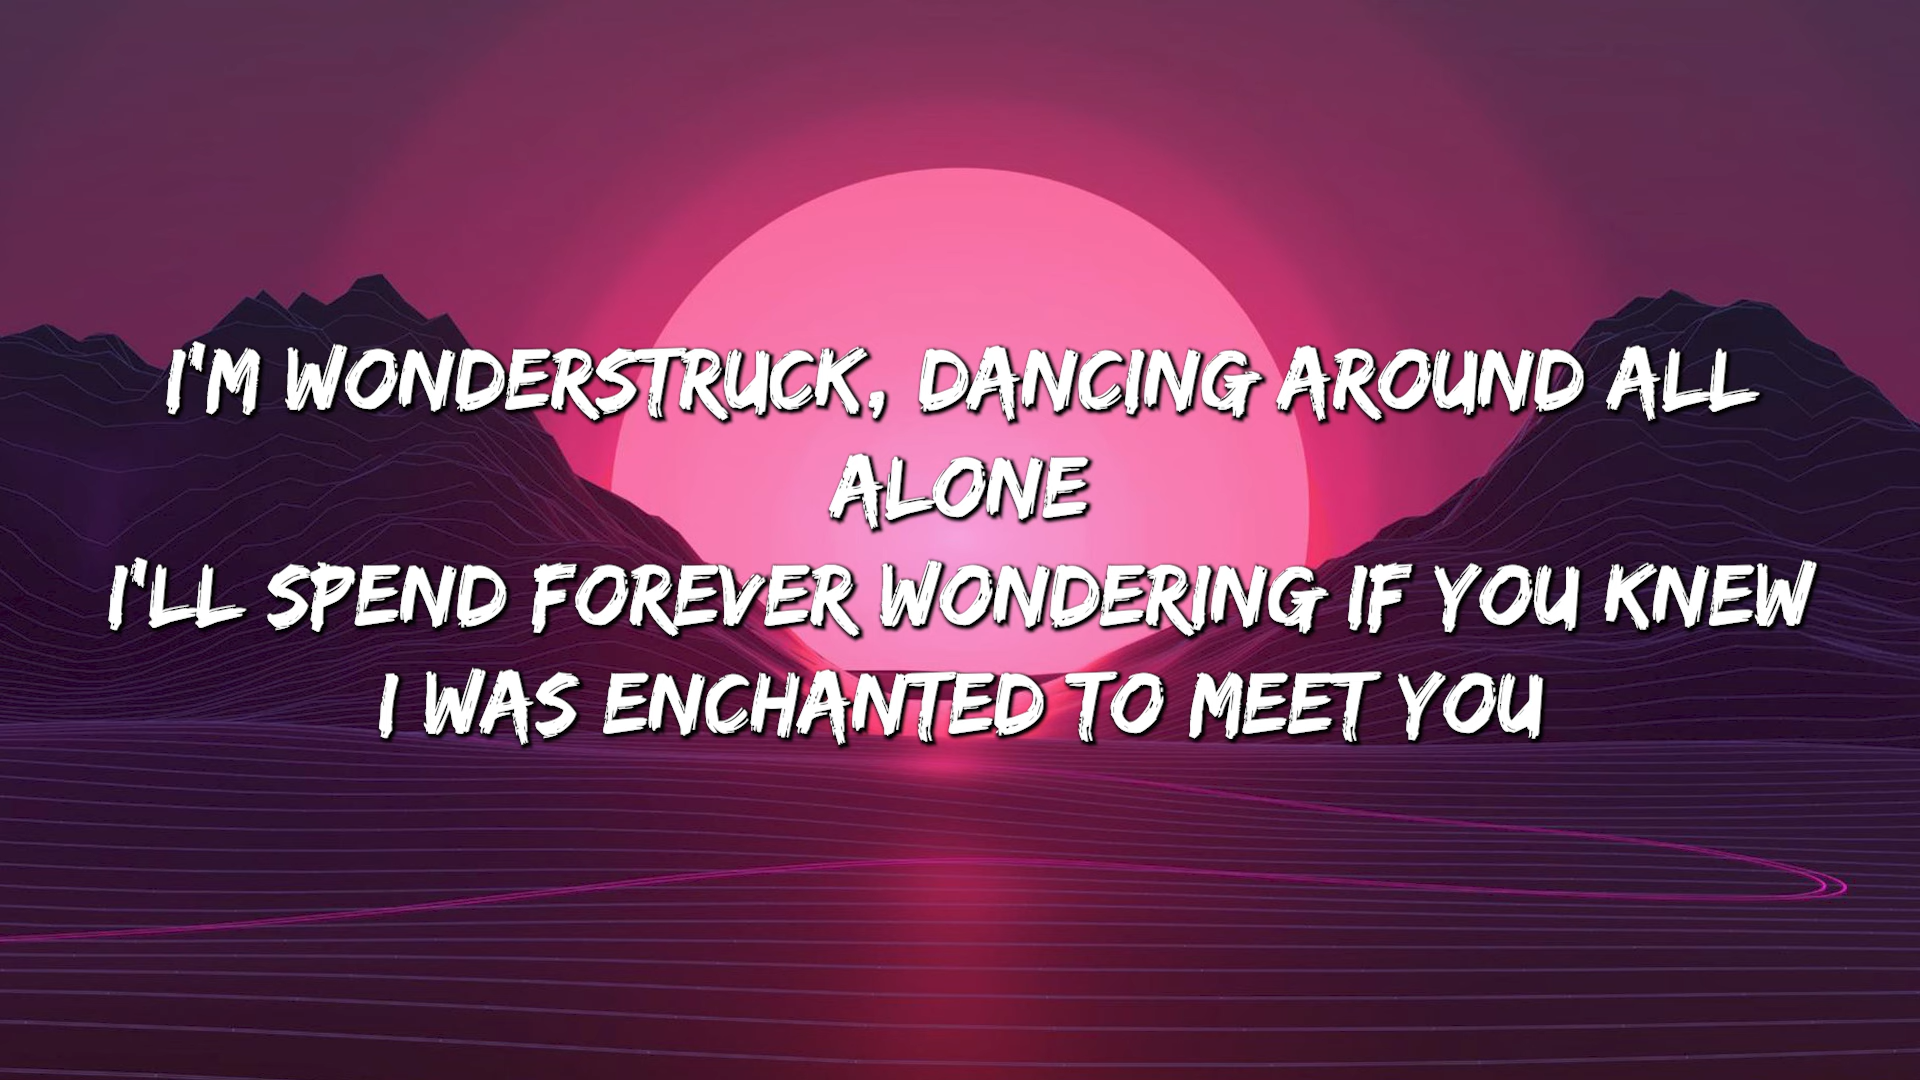 I'M WONDERSTRUCK, DANCING AROUND ALL
ALONE
I'LL SPEND FOREVER WONDERING IF YOU KNEW
I WAS ENCHANTED TO MEET YOU